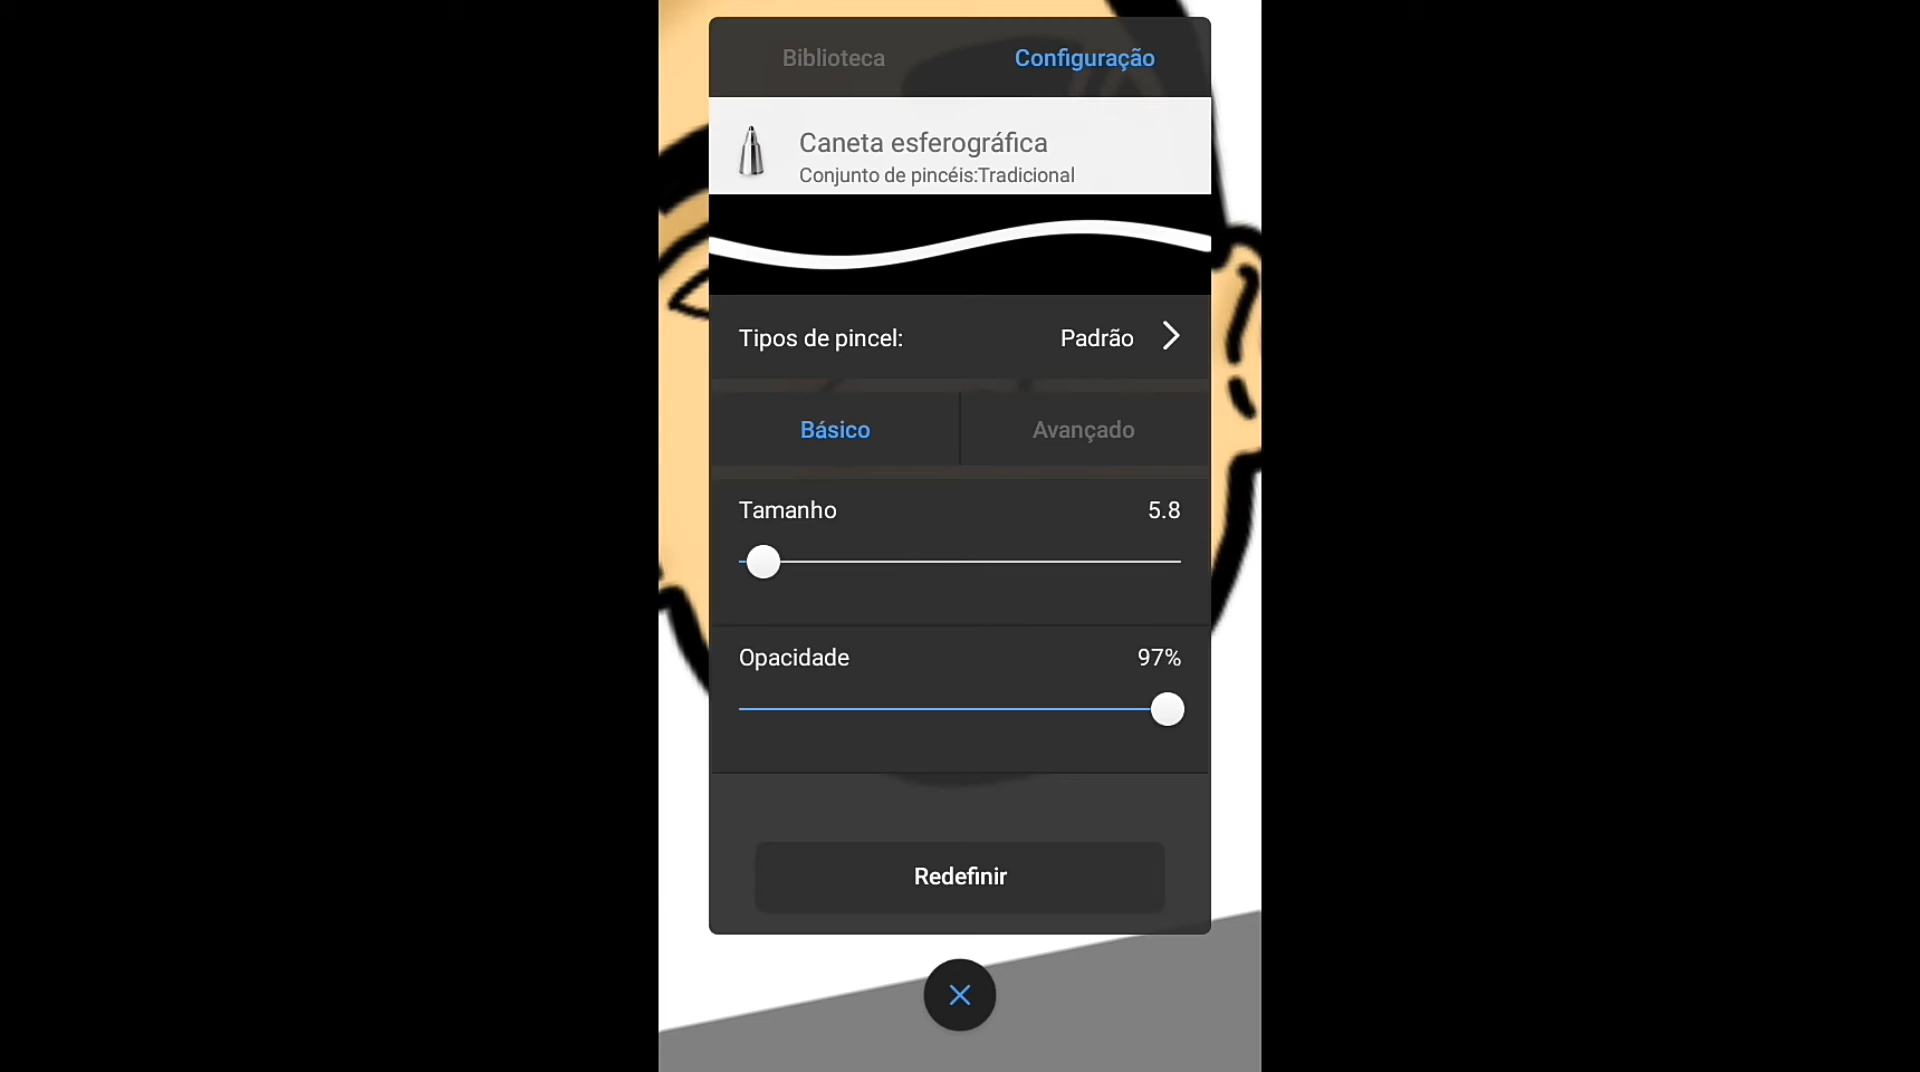 Biblioteca Configuração
Caneta esferográfica
Conjunto de pincéis:Tradicional
Tipos de pincel: Padrão
Básico Avançado
Tamanho 5.8
Opacidade 97%
Redefinir